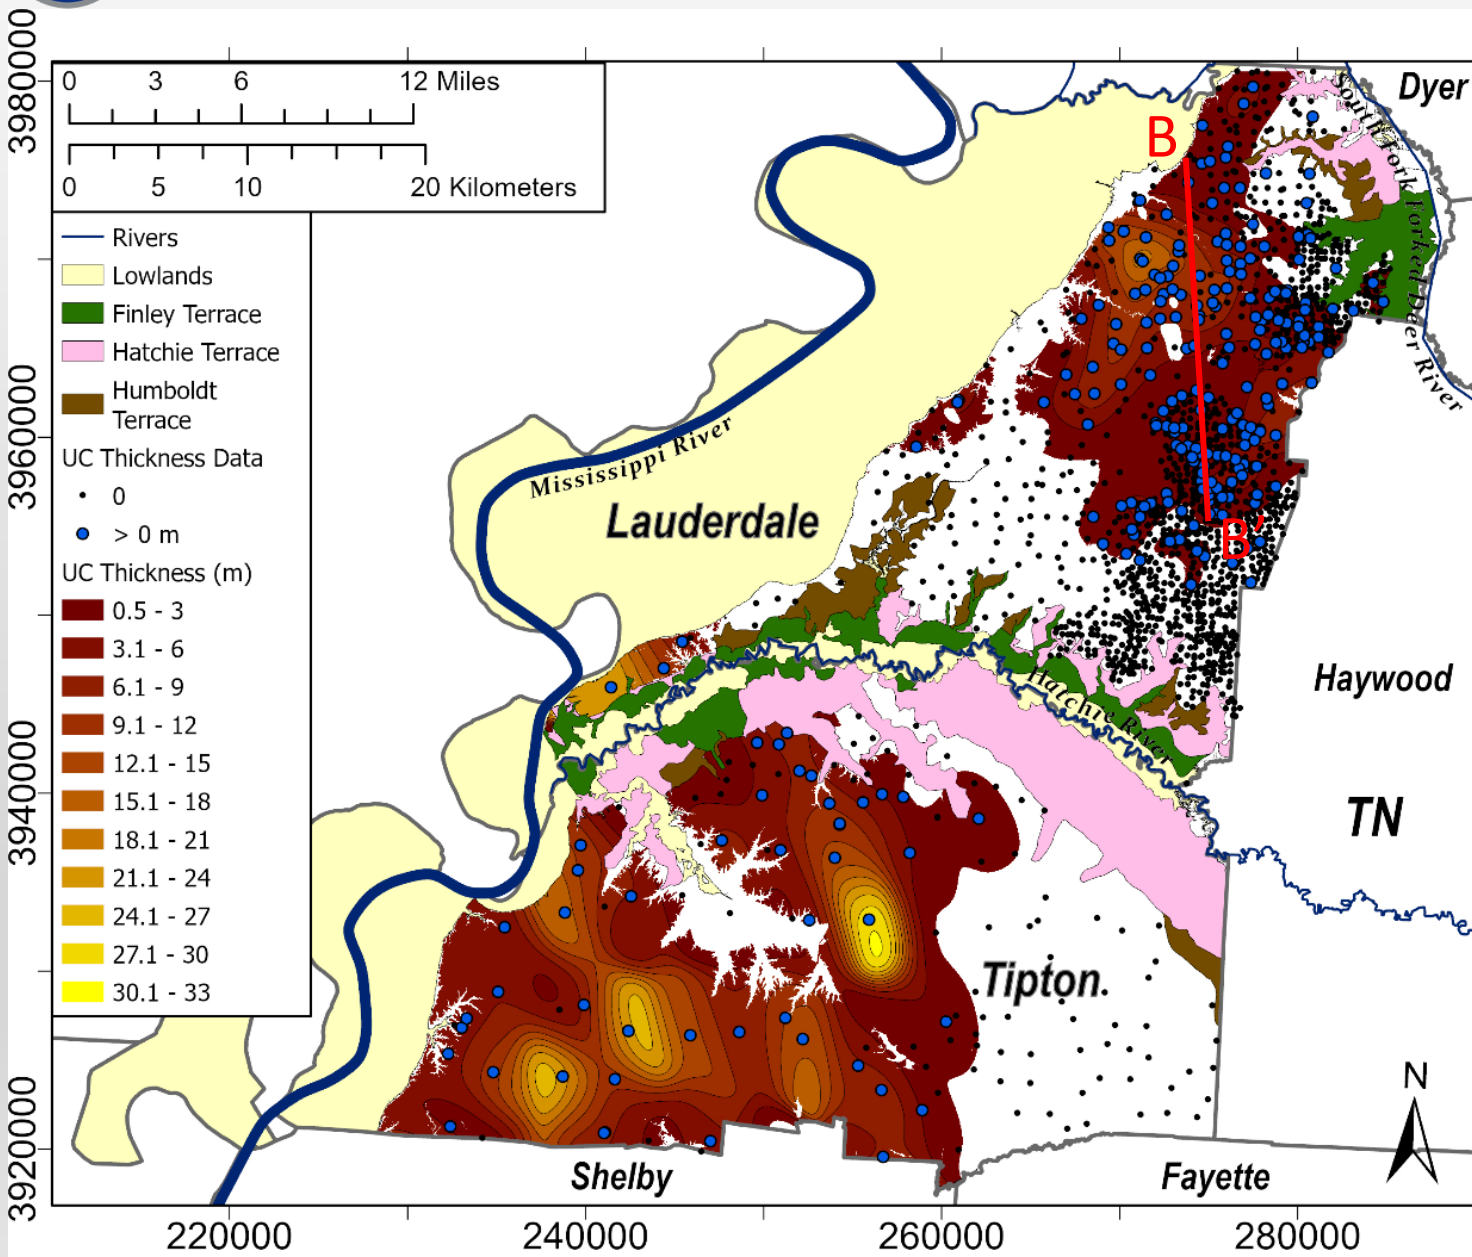 0 3 6 12 Miles
0 5 10 20 Kilometers
Rivers
Lowlands
Finley Terrace
Hatchie Terrace
Humboldt
Terrace
UC Thickness Data
0
> 0 m
UC Thickness (m)
0.5 - 3
3.1 - 6
6.1 - 9
9.1 - 12
12.1 - 15
15.1 - 18
18.1 - 21
21.1 - 24
24.1 - 27
27.1 - 30
30.1 - 33
3980000
3960000
3940000
3920000
220000 240000 260000 280000
Dyer
B
South Fork Forked Deer River
Mississippi River
Lauderdale
B'
Haywood
Hatchie River
TN
Tipton
N
Shelby
Fayette